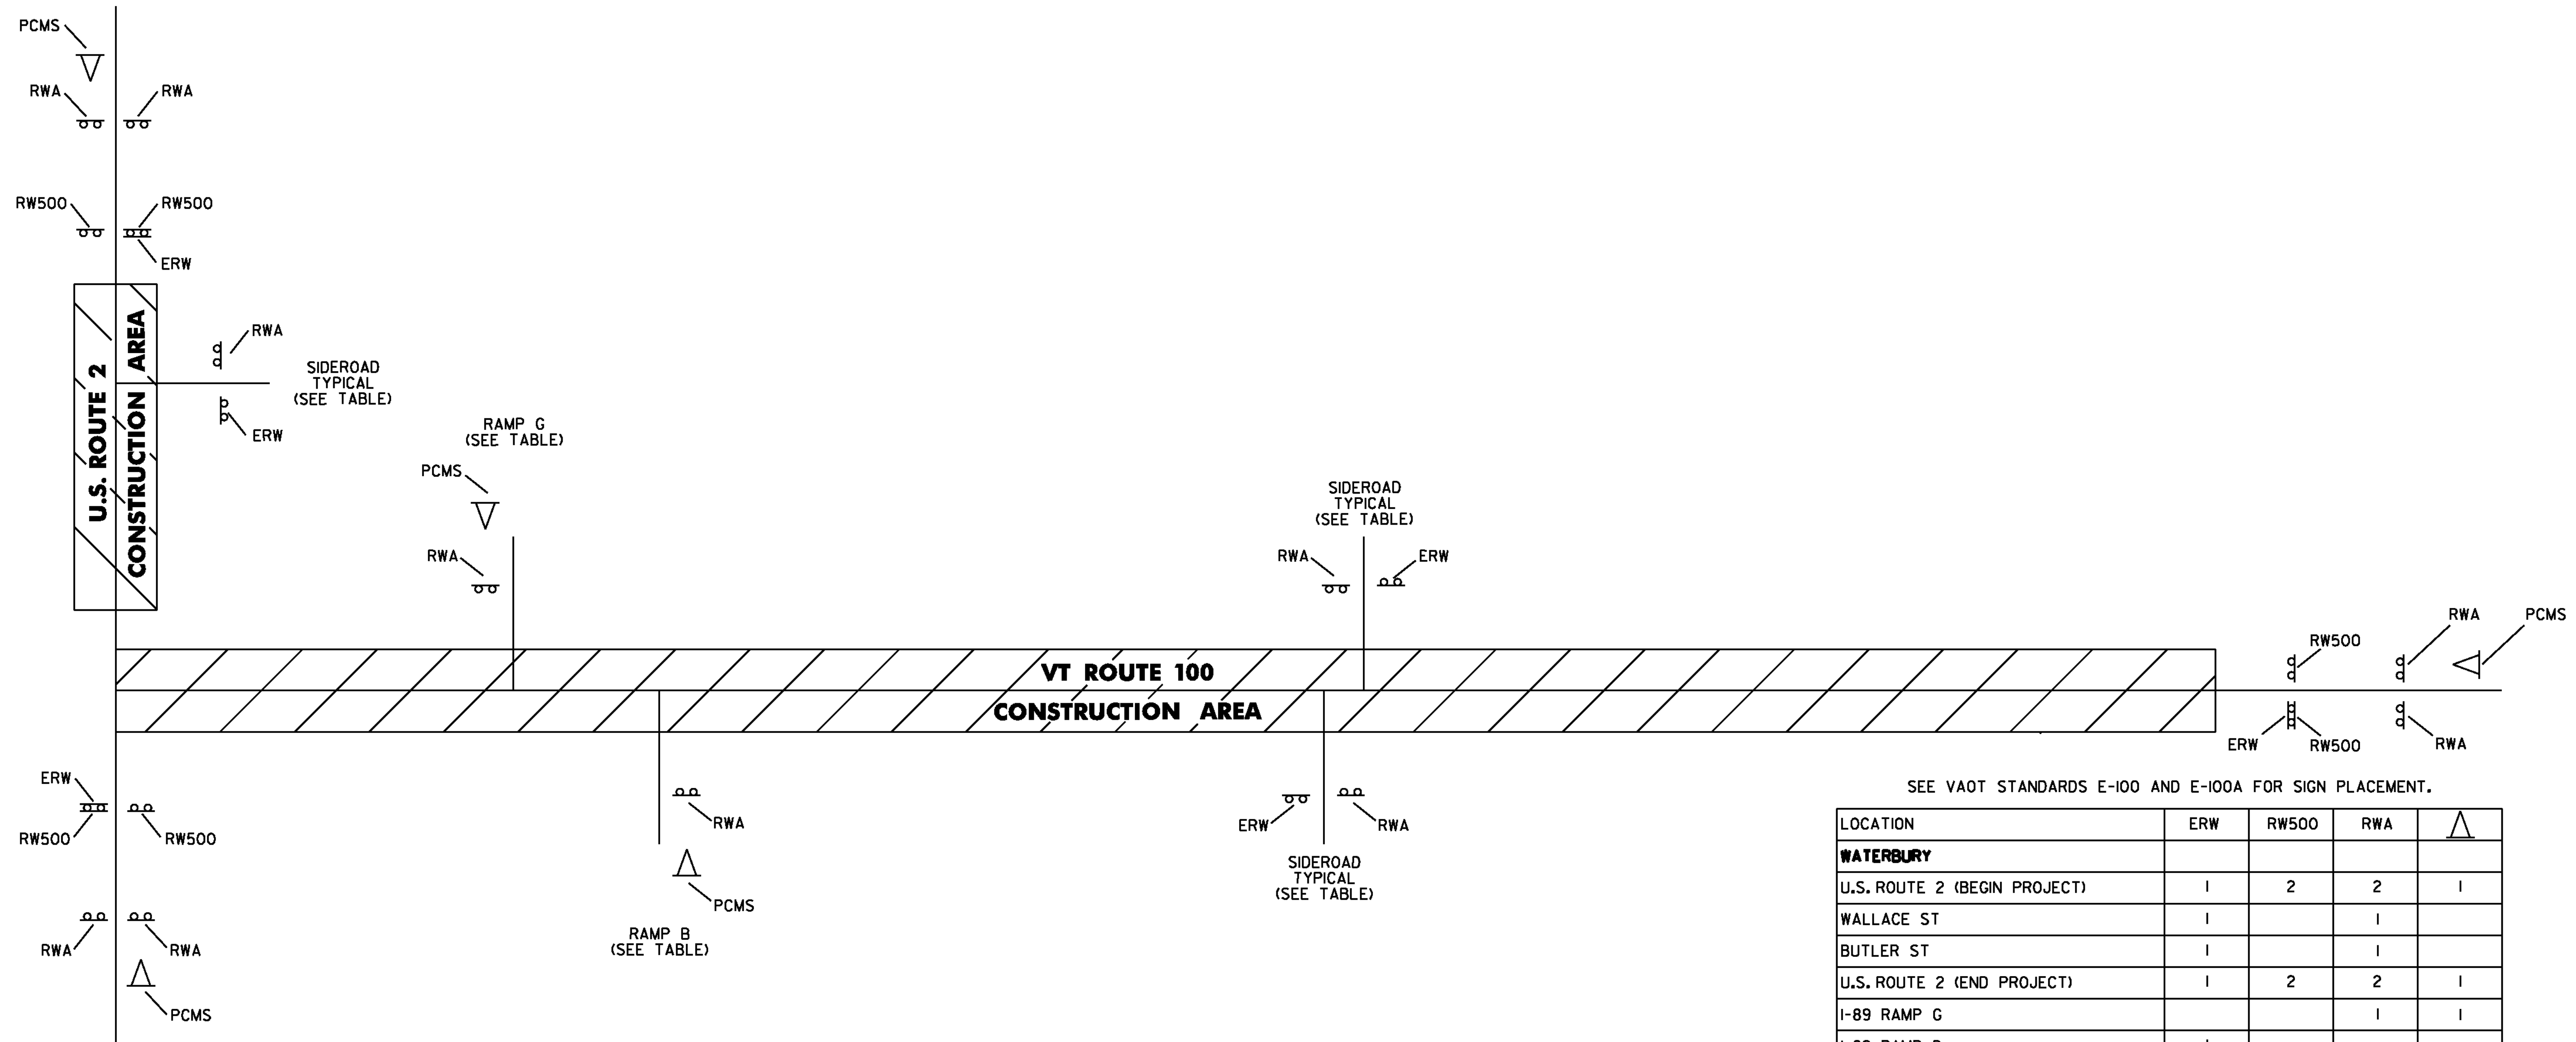 PCMS
RWA
RWA
RW500
RW500
ERW
U.S. ROUTE 2
CONSTRUCTION AREA
RWA
SIDEROAD
TYPICAL
(SEE TABLE)
ERW
RAMP G
(SEE TABLE)
PCMS
RWA
SIDEROAD
TYPICAL
(SEE TABLE)
RWA
ERW
VT ROUTE 100
CONSTRUCTION AREA
RW500
RWA
PCMS
ERW
RW500
RWA
ERW
RW500
RW500
RWA
RWA
PCMS
RWA
PCMS
RAMP B
(SEE TABLE)
ERW
RWA
SIDEROAD
TYPICAL
(SEE TABLE)
SEE VAOT STANDARDS E-100 AND E-100A FOR SIGN PLACEMENT.
LOCATION ERW RW500 RWA
WATERBURY
U.S. ROUTE 2 (BEGIN PROJECT) 1 2 2 1
WALLACE ST 1 1
BUTLER ST 1 1
U.S. ROUTE 2 (END PROJECT) 1 2 2 1
I-89 RAMP G 1 1